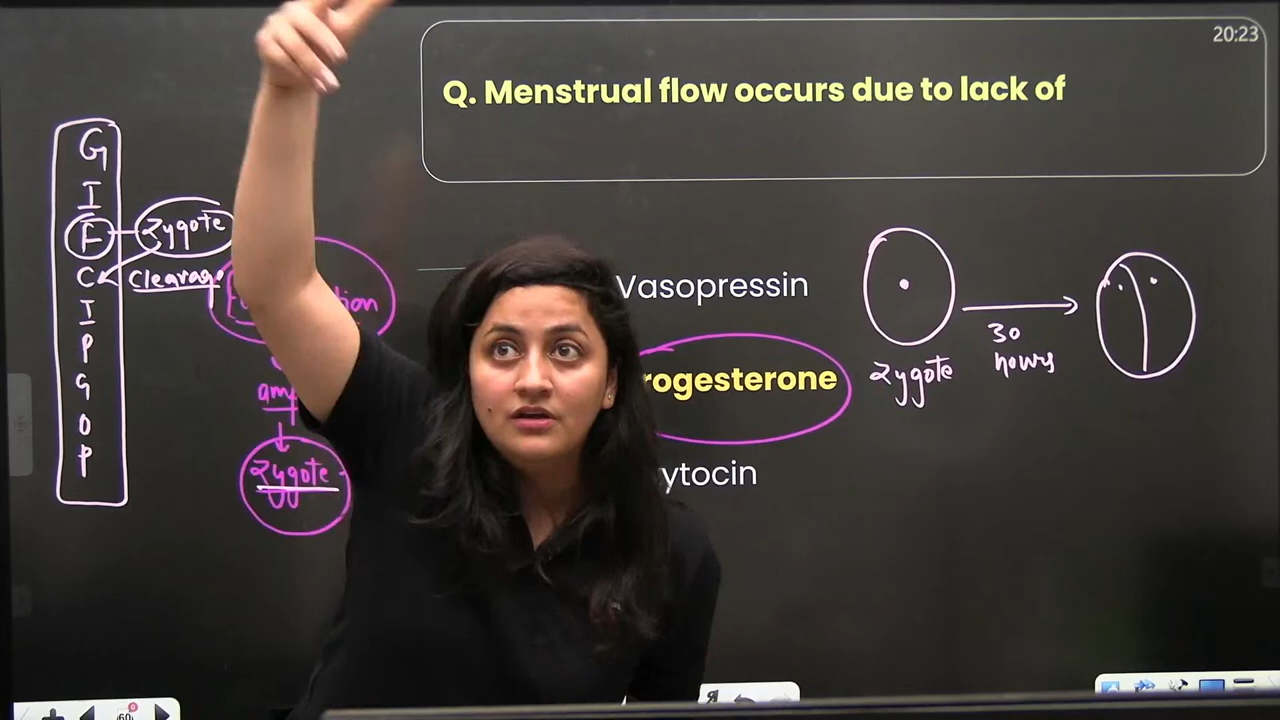 20:23
Q. Menstrual flow occurs due to lack of
G
I
F
C
I
P
G
O
P
Zygote
Cleavage
Vasopressin
rogesterone
ytocin
Zygote
Zygote
30
hours